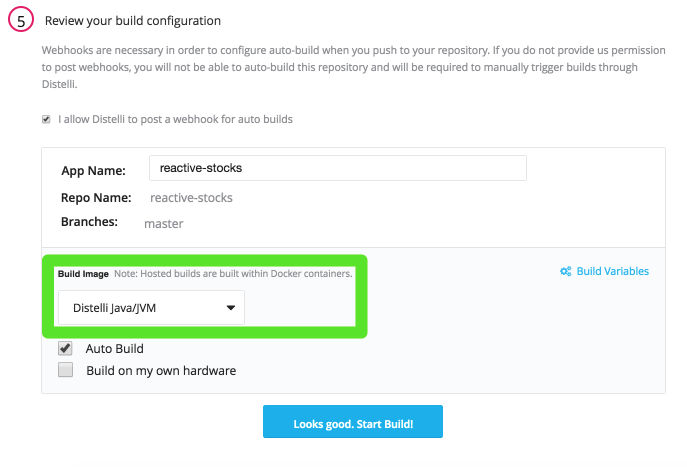 5 Review your build configuration
Webhooks are necessary in order to configure auto-build when you push to your repository. If you do not provide us permission
to post webhooks, you will not be able to auto-build this repository and will be required to manually trigger builds through
Distelli.
I allow Distelli to post a webhook for auto builds
App Name: reactive-stocks
Repo Name: reactive-stocks
Branches: master
Build Image Note: Hosted builds are built within Docker containers. Build Variables
Distelli Java/JVM
Auto Build
Build on my own hardware
Looks good. Start Build!